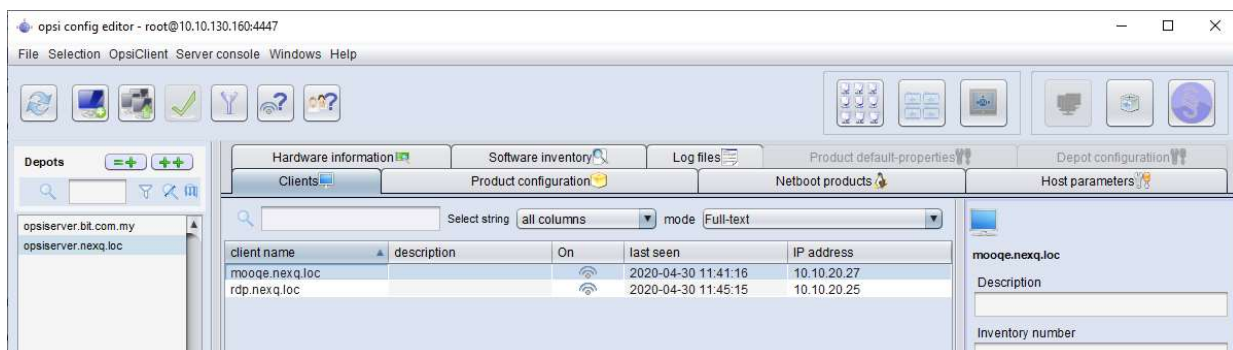 opsi config editor - root@10.10.130.160:4447
File Selection OpsiClient Server console Windows Help
Depots
opsiserver.bit.com.my
opsiserver.nexq.loc
Hardware information Software inventory Log files Product default-properties Depot configuratiion
Clients Product configuration Netboot products Host parameters
Select string all columns mode Full-text
client name description On last seen IP address
mooqe.nexq.loc 2020-04-30 11:41:16 10.10.20.27
rdp.nexq.loc 2020-04-30 11:45:15 10.10.20.25
mooqe.nexq.loc
Description
Inventory number